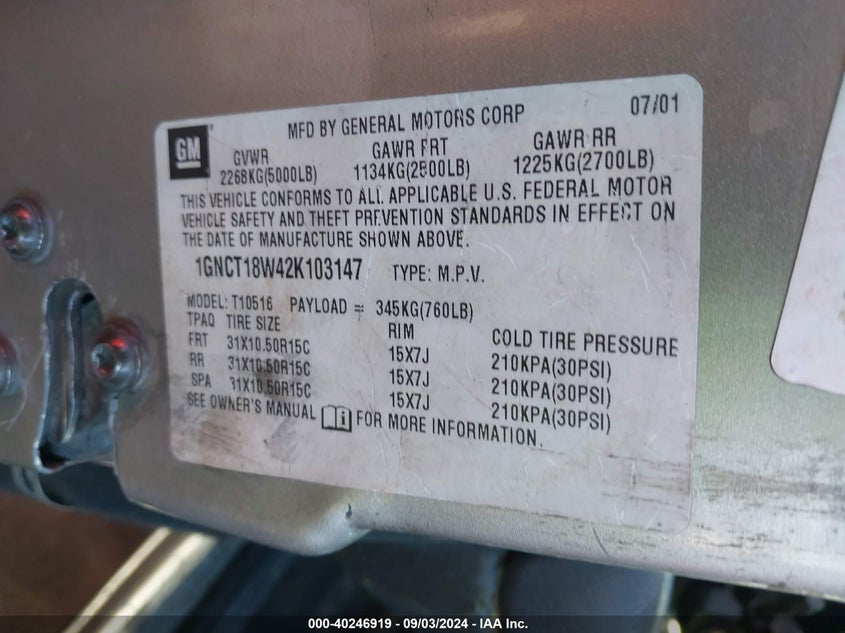 07/01
MFD BY GENERAL MOTORS CORP
GM
GVWR GAWR FRT GAWR RR
2268KG(5000LB) 1134KG(2500LB) 1225KG(2700LB)
THIS VEHICLE CONFORMS TO ALL APPLICABLE U.S. FEDERAL MOTOR
VEHICLE SAFETY AND THEFT PREVENTION STANDARDS IN EFFECT ON
THE DATE OF MANUFACTURE SHOWN ABOVE.
1GNCT18W42K103147 TYPE: M.P.V.
MODEL: T10516 PAYLOAD = 345KG(760LB)
TPAQ TIRE SIZE RIM COLD TIRE PRESSURE
FRT 31X10.50R15C 15X7J 210KPA(30PSI)
RR 31X10.50R15C 15X7J 210KPA(30PSI)
SPA 31X10.50R15C 15X7J 210KPA(30PSI)
SEE OWNER'S MANUAL FOR MORE INFORMATION.
000-40246919 - 09/03/2024 - IAA Inc.